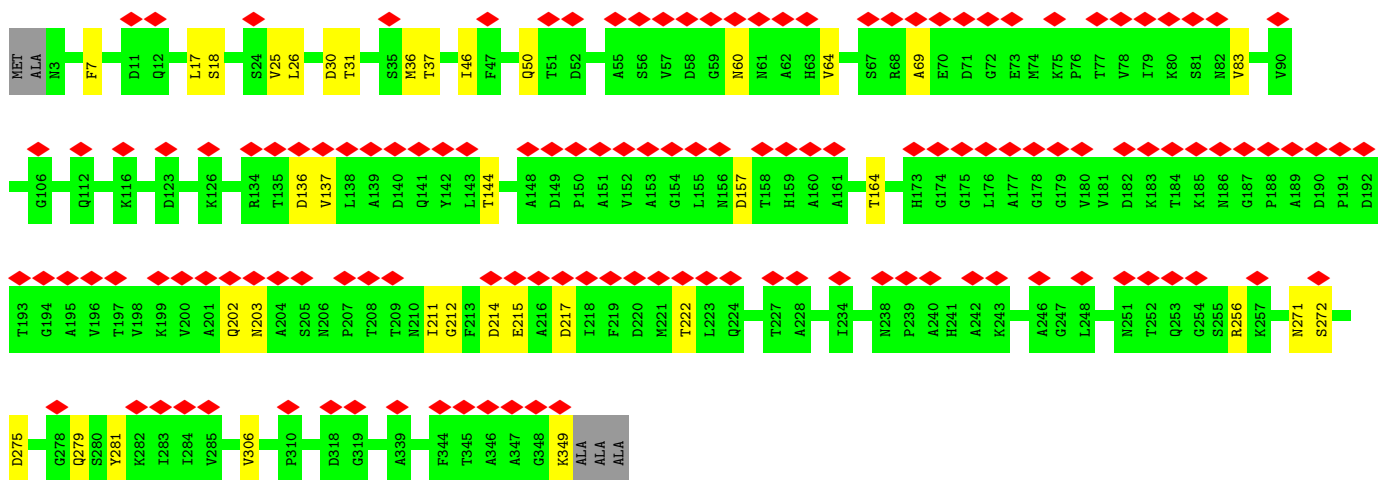 MET ALA N3 F7 D11 Q12 L17 S18 S24 V25 L26 D30 T31 S35 M36 T37 I46 F47 Q50 T51 D52 A55 S56 V57 D58 G59 N60 N61 A62 H63 V64 S67 R68 A69 E70 D71 G72 E73 M74 K75 P76 T77 V78 I79 K80 S81 N82 V83 V90
G106 Q112 K116 D123 K126 R134 T135 D136 V137 L138 A139 D140 Q141 Y142 L143 T144 A148 D149 P150 A151 V152 A153 G154 L155 N156 D157 T158 H159 A160 A161 T164 H173 G174 G175 L176 A177 G178 G179 V180 V181 D182 K183 T184 K185 N186 G187 P188 A189 D190 P191 D192
T193 G194 A195 V196 T197 V198 K199 V200 A201 Q202 N203 A204 S205 N206 P207 T208 T209 N210 I211 G212 F213 D214 E215 A216 D217 I218 F219 D220 M221 T222 L223 Q224 T227 A228 I234 N238 P239 A240 H241 A242 K243 A246 G247 L248 N251 T252 Q253 G254 S255 R256 K257 N271 S272
D275 G278 Q279 S280 Y281 K282 I283 I284 V285 V306 P310 D318 G319 A339 F344 T345 A346 A347 G348 K349 ALA ALA ALA